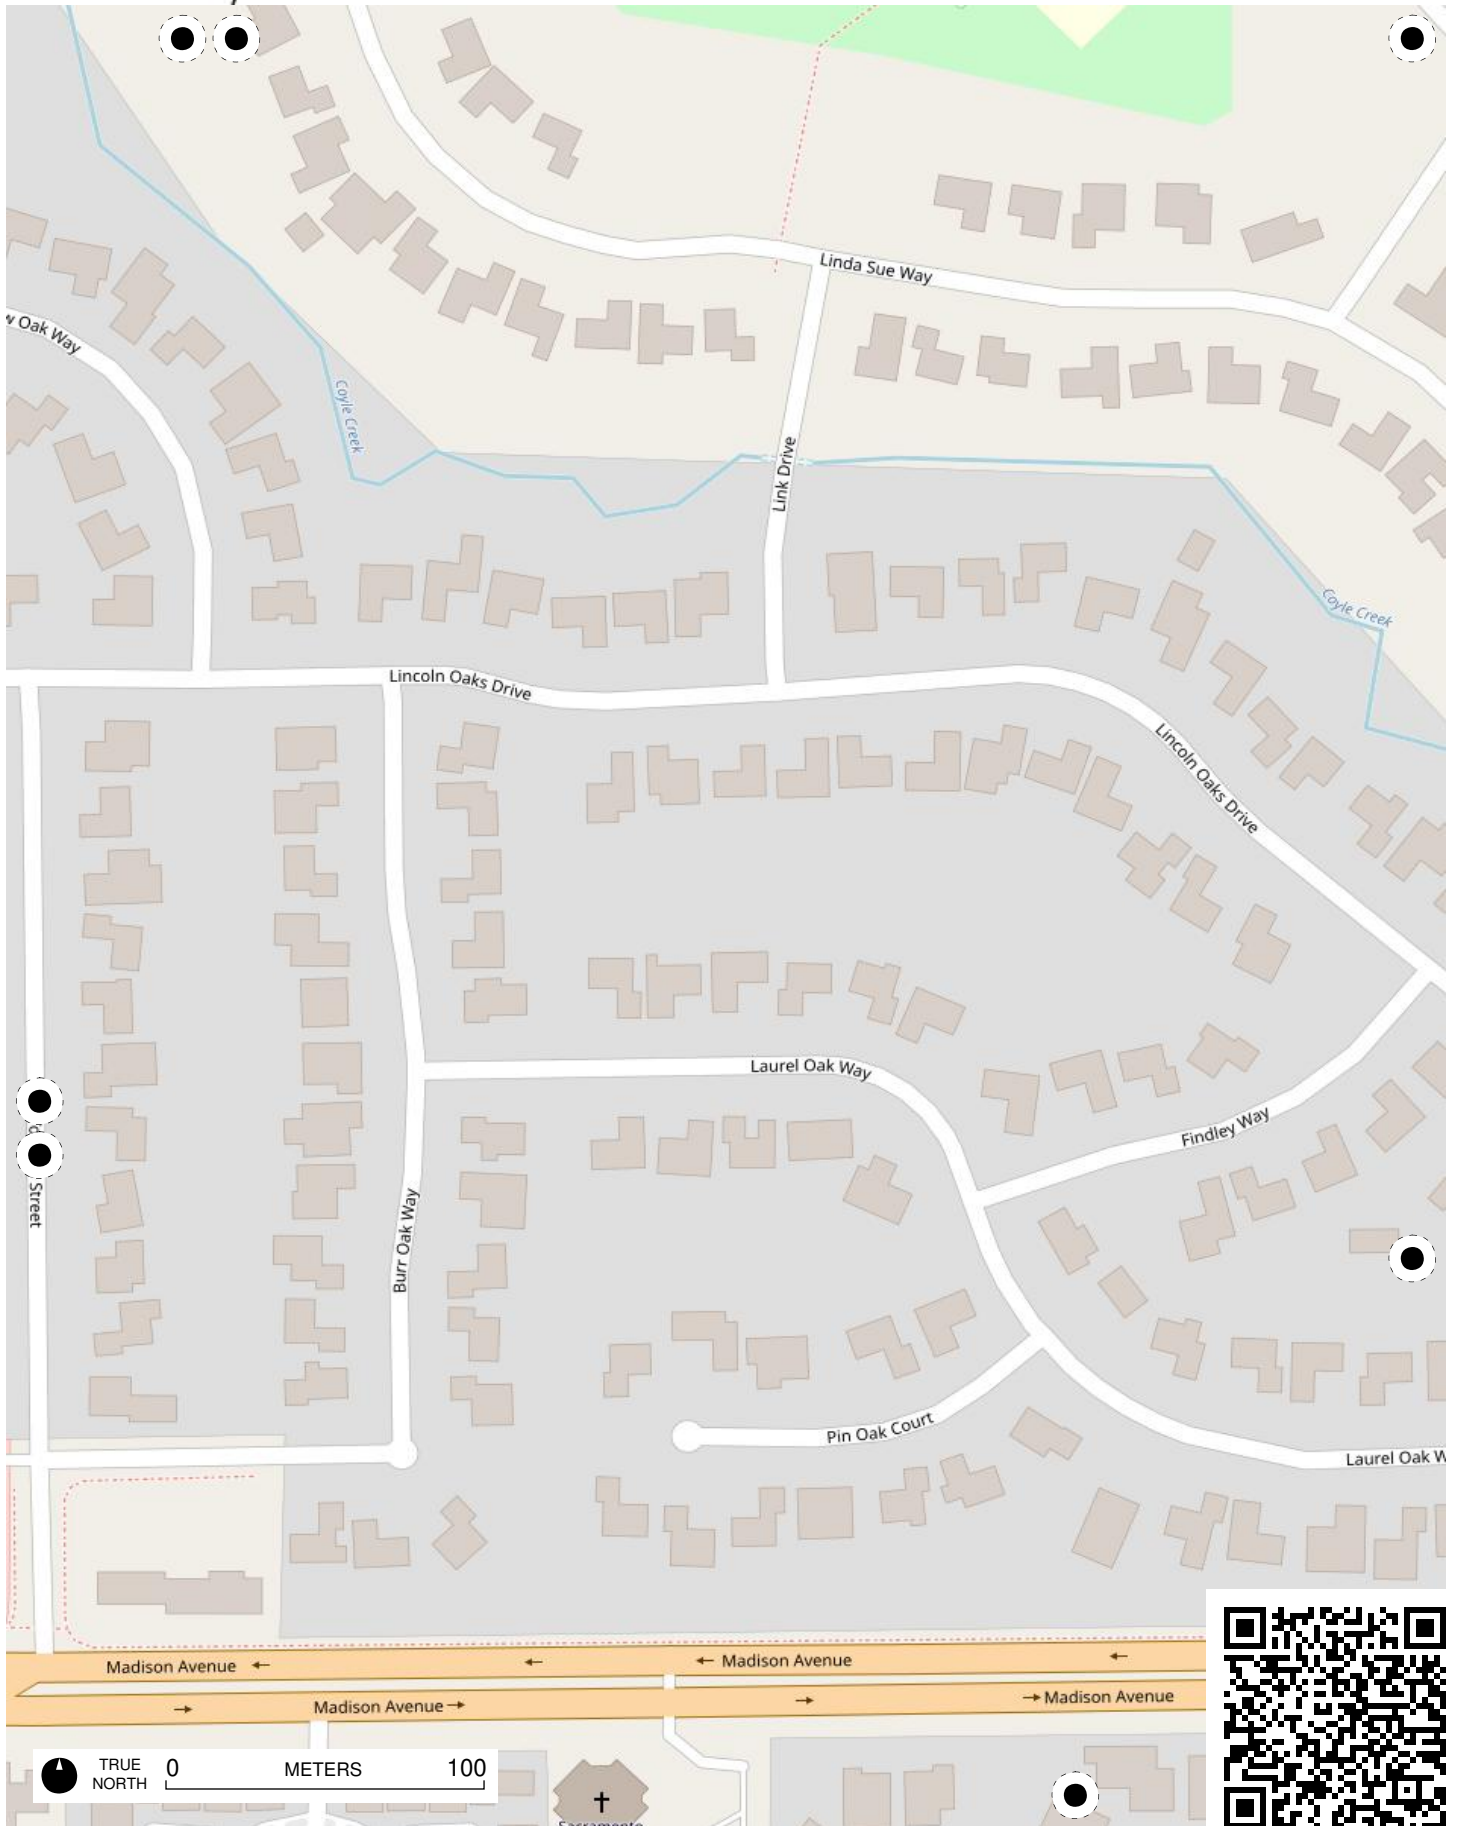 Linda Sue Way
w Oak Way
Coyle Creek
Link Drive
Coyle Creek
Lincoln Oaks Drive
Lincoln Oaks Drive
Laurel Oak Way
Findley Way
Street
Burr Oak Way
Pin Oak Court
Laurel Oak W
Madison Avenue
Madison Avenue
Madison Avenue
Madison Avenue
TRUE NORTH
0 METERS 100
Sacramento